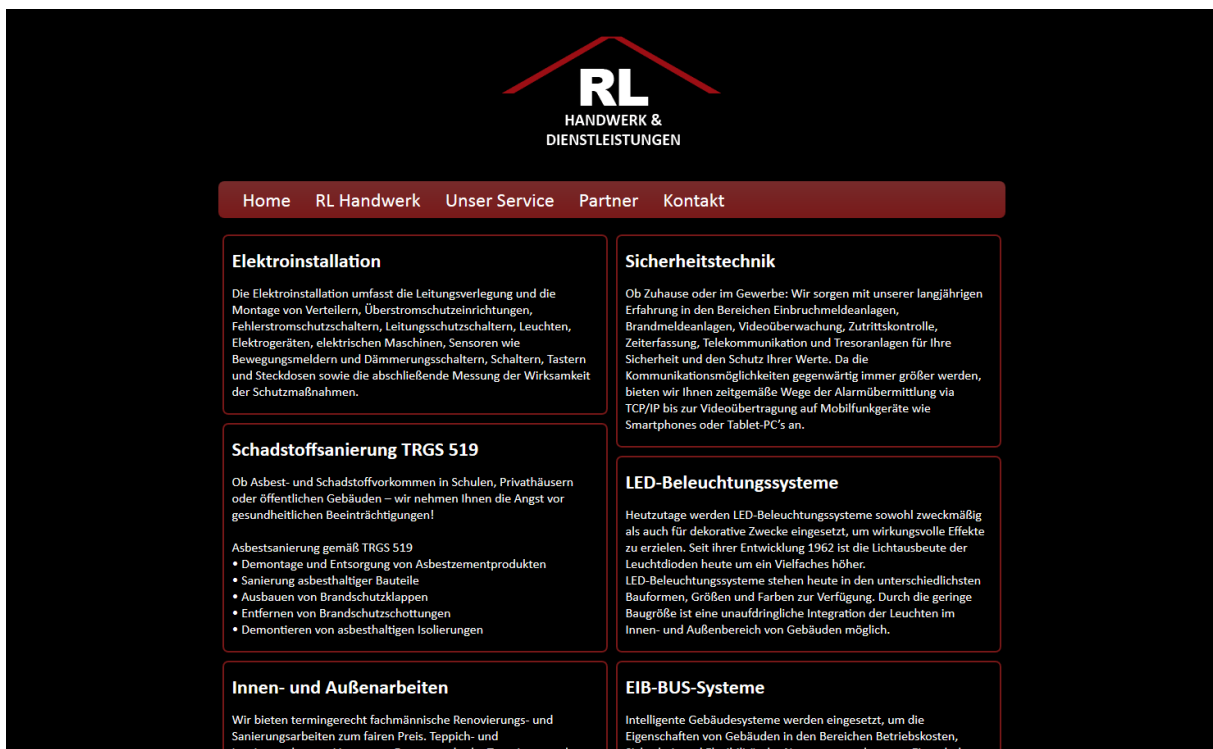 RL
HANDWERK &
DIENSTLEISTUNGEN
Home RL Handwerk Unser Service Partner Kontakt
Elektroinstallation
Die Elektroinstallation umfasst die Leitungsverlegung und die
Montage von Verteilern, Überstromschutzeinrichtungen,
Fehlerstromschutzschaltern, Leitungsschutzschaltern, Leuchten,
Elektrogeräten, elektrischen Maschinen, Sensoren wie
Bewegungsmeldern und Dämmerungsschaltern, Schaltern, Tastern
und Steckdosen sowie die abschließende Messung der Wirksamkeit
der Schutzmaßnahmen.
Schadstoffsanierung TRGS 519
Ob Asbest- und Schadstoffvorkommen in Schulen, Privathäusern
oder öffentlichen Gebäuden – wir nehmen Ihnen die Angst vor
gesundheitlichen Beeinträchtigungen!
Asbestsanierung gemäß TRGS 519
• Demontage und Entsorgung von Asbestzementprodukten
• Sanierung asbesthaltiger Bauteile
• Ausbauen von Brandschutzklappen
• Entfernen von Brandschutzschottungen
• Demontieren von asbesthaltigen Isolierungen
Innen- und Außenarbeiten
Wir bieten termingerecht fachmännische Renovierungs- und
Sanierungsarbeiten zum fairen Preis. Teppich- und
Sicherheitstechnik
Ob Zuhause oder im Gewerbe: Wir sorgen mit unserer langjährigen
Erfahrung in den Bereichen Einbruchmeldeanlagen,
Brandmeldeanlagen, Videoüberwachung, Zutrittskontrolle,
Zeiterfassung, Telekommunikation und Tresoranlagen für Ihre
Sicherheit und den Schutz Ihrer Werte. Da die
Kommunikationsmöglichkeiten gegenwärtig immer größer werden,
bieten wir Ihnen zeitgemäße Wege der Alarmübermittlung via
TCP/IP bis zur Videoübertragung auf Mobilfunkgeräte wie
Smartphones oder Tablet-PC's an.
LED-Beleuchtungssysteme
Heutzutage werden LED-Beleuchtungssysteme sowohl zweckmäßig
als auch für dekorative Zwecke eingesetzt, um wirkungsvolle Effekte
zu erzielen. Seit ihrer Entwicklung 1962 ist die Lichtausbeute der
Leuchtdioden heute um ein Vielfaches höher.
LED-Beleuchtungssysteme stehen heute in den unterschiedlichsten
Bauformen, Größen und Farben zur Verfügung. Durch die geringe
Baugröße ist eine unaufdringliche Integration der Leuchten im
Innen- und Außenbereich von Gebäuden möglich.
EIB-BUS-Systeme
Intelligente Gebäudesysteme werden eingesetzt, um die
Eigenschaften von Gebäuden in den Bereichen Betriebskosten,